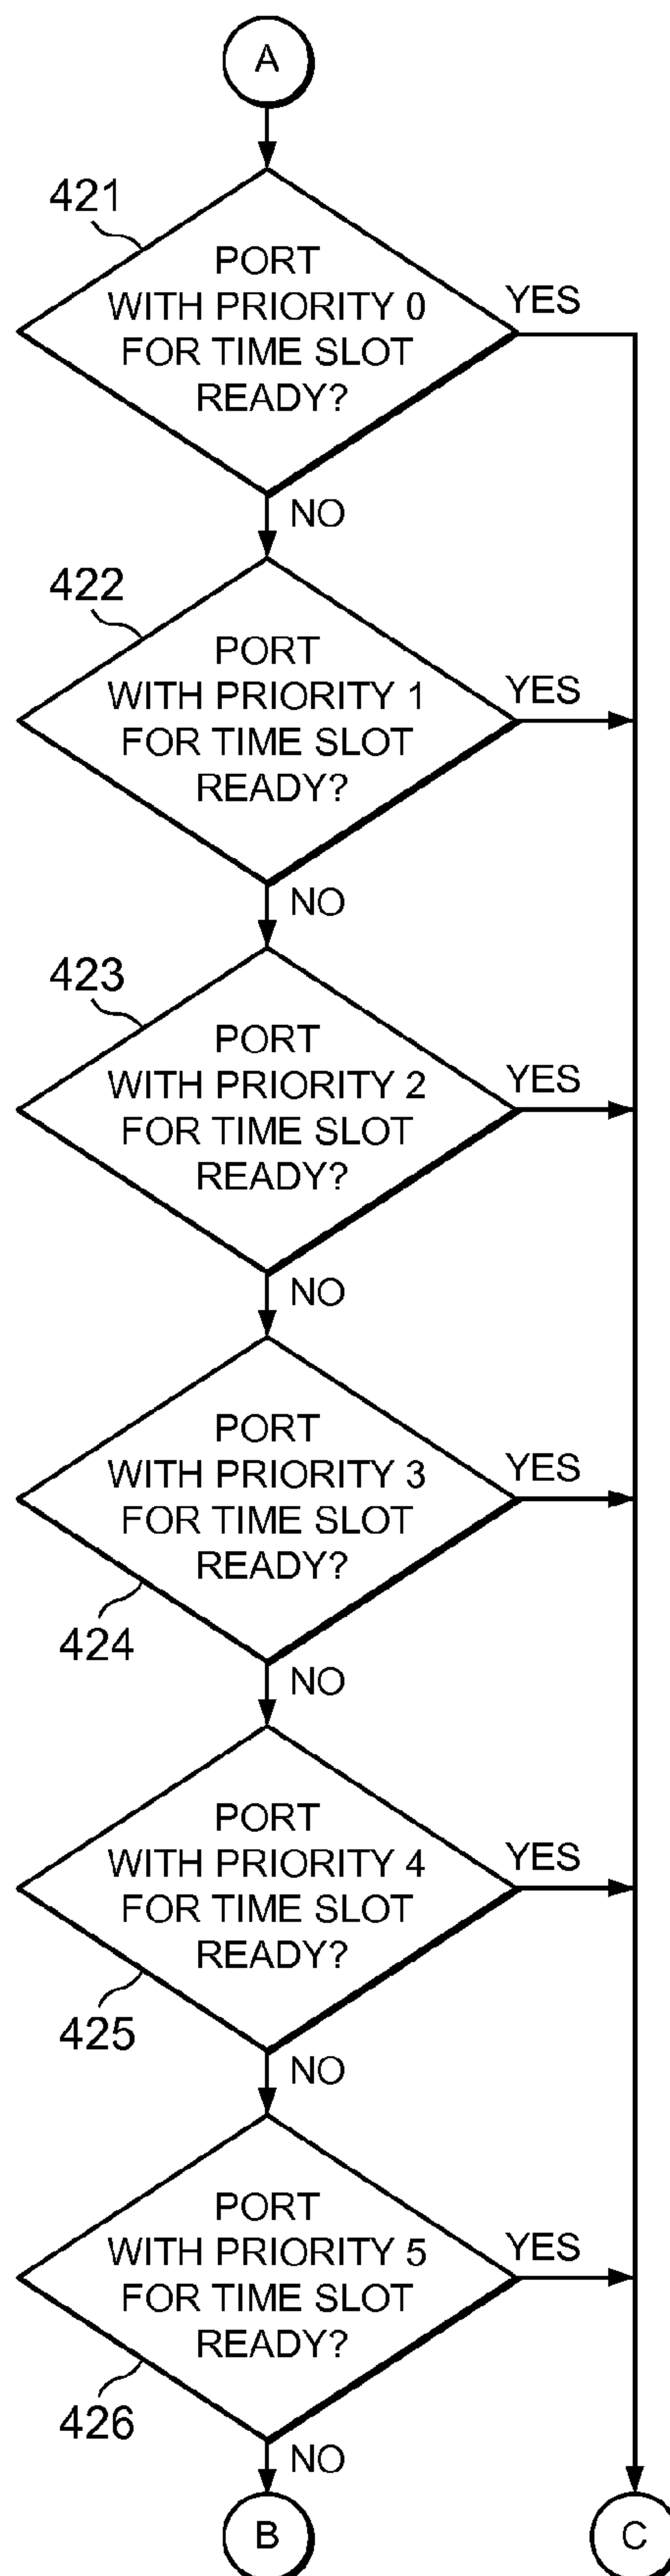 A
421
PORT
WITH PRIORITY 0
FOR TIME SLOT
READY?
YES
NO
422
PORT
WITH PRIORITY 1
FOR TIME SLOT
READY?
YES
NO
423
PORT
WITH PRIORITY 2
FOR TIME SLOT
READY?
YES
NO
PORT
WITH PRIORITY 3
FOR TIME SLOT
READY?
YES
424
NO
PORT
WITH PRIORITY 4
FOR TIME SLOT
READY?
YES
425
NO
PORT
WITH PRIORITY 5
FOR TIME SLOT
READY?
YES
426
NO
B
C